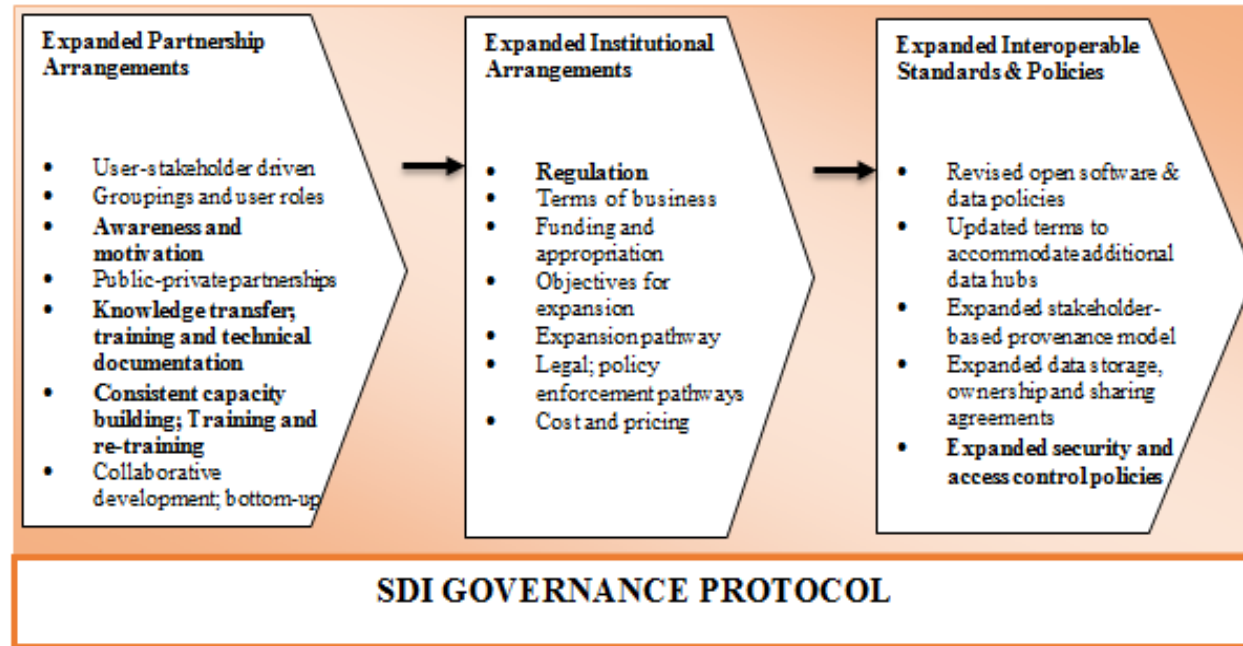 Expanded Partnership
Arrangements
• User-stakeholder driven
• Groupings and user roles
• Awareness and
motivation
• Public-private partnerships
• Knowledge transfer;
training and technical
documentation
• Consistent capacity
building; Training and
re-training
• Collaborative
development; bottom-up
Expanded Institutional
Arrangements
• Regulation
• Terms of business
• Funding and
appropriation
• Objectives for
expansion
• Expansion pathway
• Legal; policy
enforcement pathways
• Cost and pricing
Expanded Interoperable
Standards & Policies
• Revised open software &
data policies
• Updated terms to
accommodate additional
data hubs
• Expanded stakeholder-
based provenance model
• Expanded data storage,
ownership and sharing
agreements
• Expanded security and
access control policies
SDI GOVERNANCE PROTOCOL